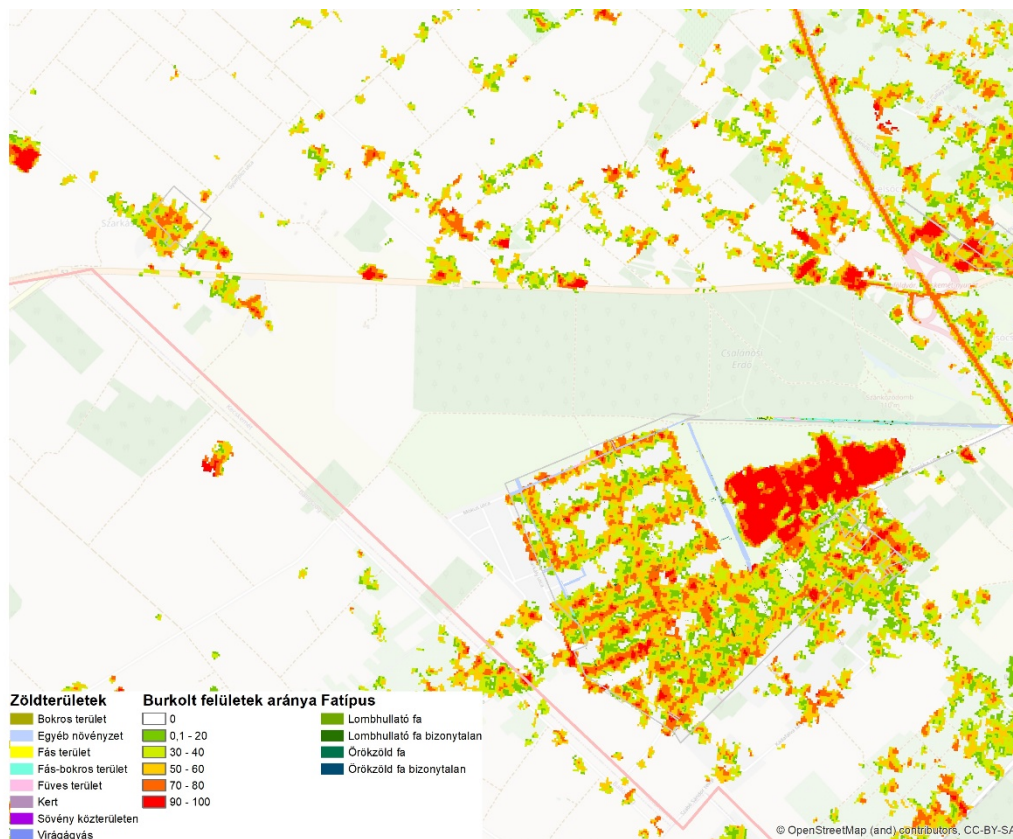 Csalánosi
Erdő
Zöldterületek
Bokros terület
Egyéb növényzet
Fás terület
Fás-bokros terület
Füves terület
Kert
Sövény közterületen
Virágágyás
Burkolt felületek aránya
0
0,1 - 20
30 - 40
50 - 60
70 - 80
90 - 100
Fatípus
Lombhullató fa
Lombhullató fa bizonytalan
Örökzöld fa
Örökzöld fa bizonytalan
© OpenStreetMap (and) contributors, CC-BY-SA